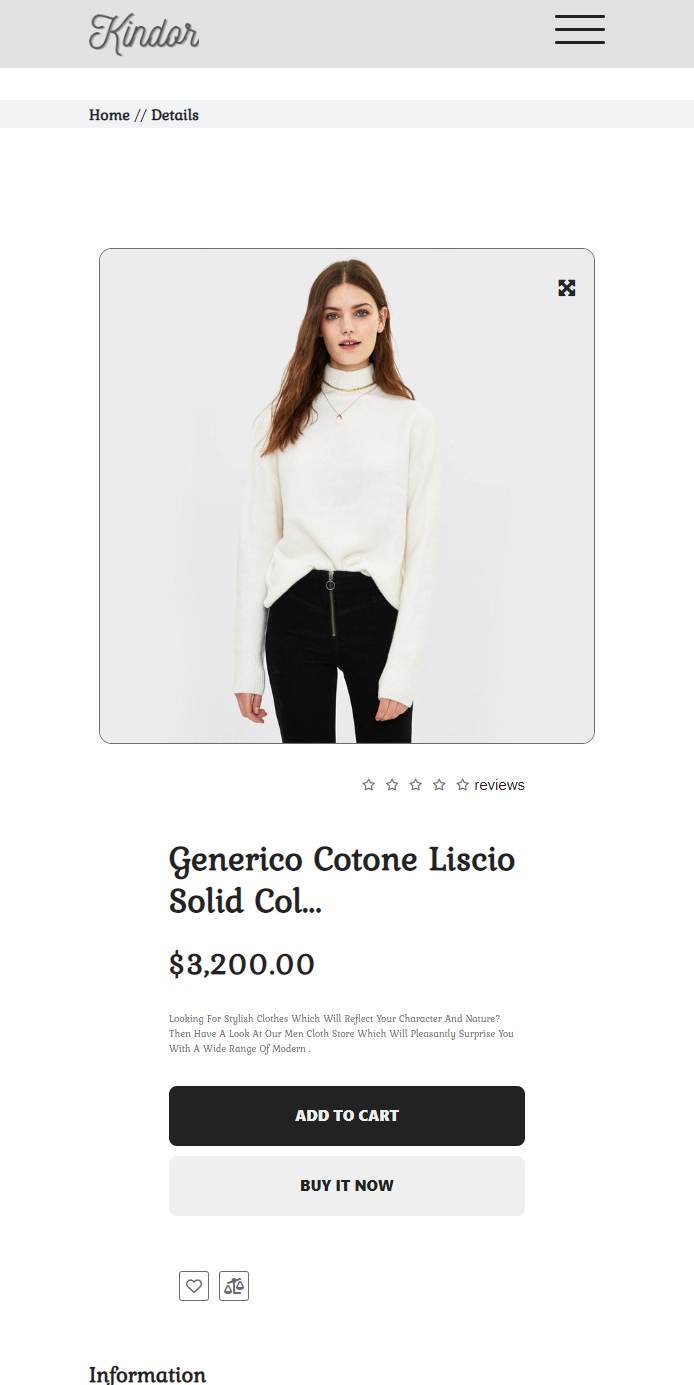 Kindor
Home // Details
reviews
Generico Cotone Liscio
Solid Col...
$3,200.00
Looking For Stylish Clothes Which Will Reflect Your Character And Nature?
Then Have A Look At Our Men Cloth Store Which Will Pleasantly Surprise You
With A Wide Range Of Modern .
ADD TO CART
BUY IT NOW
Information